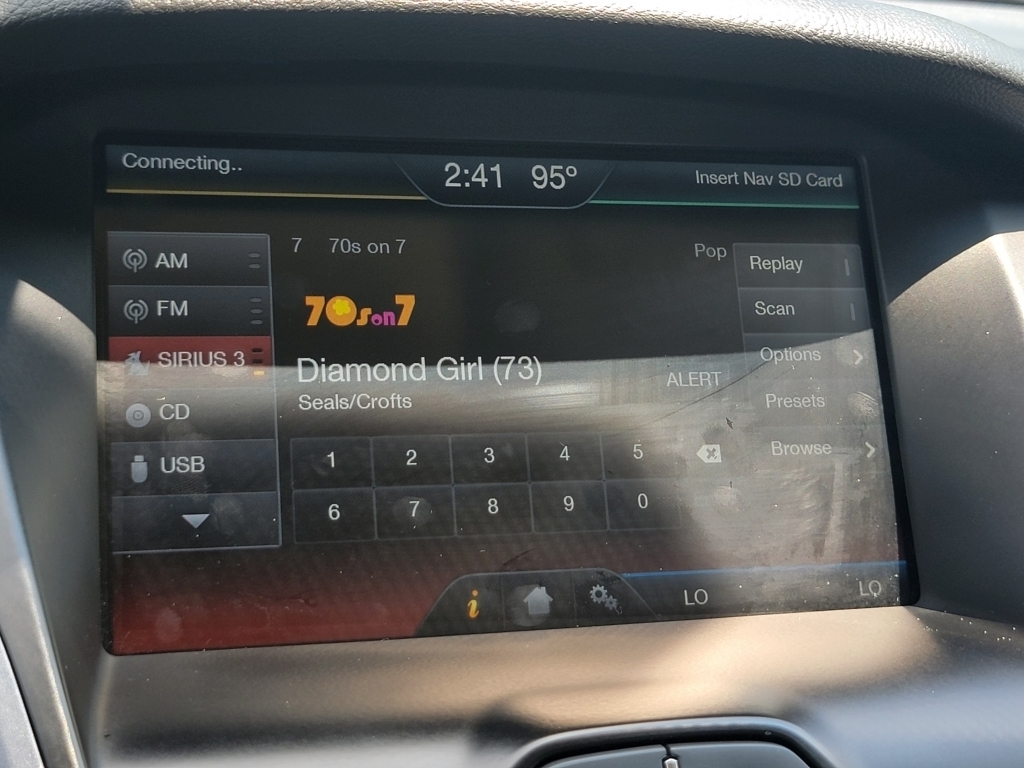 Connecting..
2:41 95°
Insert Nav SD Card
AM
FM
SIRIUS 3
CD
USB
7 70s on 7
Pop
70s on 7
Diamond Girl (73)
Seals/Crofts
ALERT
1 2 3 4 5
6 7 8 9 0
Replay
Scan
Options
Presets
Browse
i
LO
LO